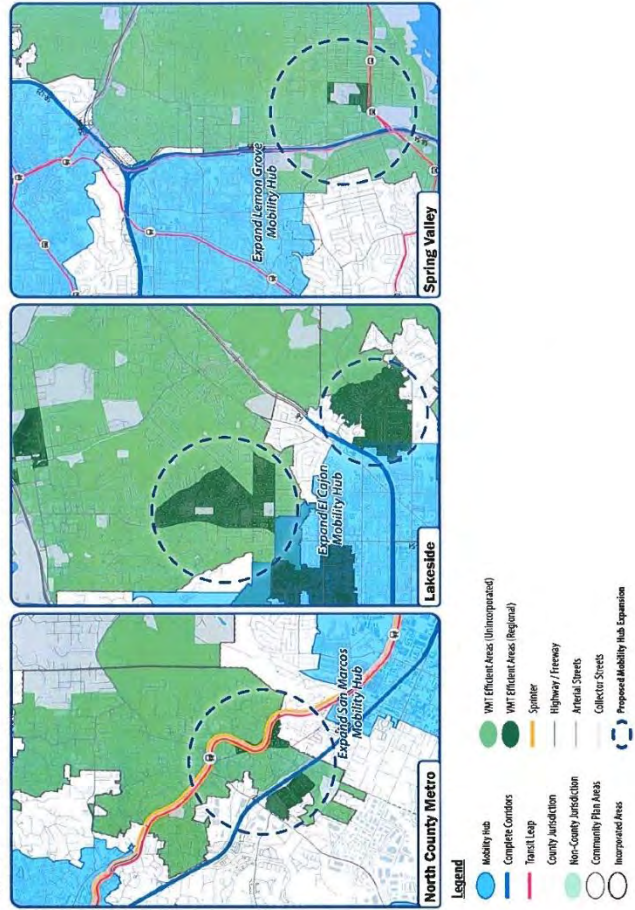 North County Metro
Expand San Marcos
Mobility Hub
Lakeside
Expand El Cajon
Mobility Hub
Spring Valley
Expand Lemon Grove
Mobility Hub
Legend
Mobility Hub
Complete Corridors
Transit Leap
County Jurisdiction
Non-County Jurisdiction
Community Plan Areas
Incorporated Areas
VMT Efficient Areas (Unincorporated)
VMT Efficient Areas (Regional)
Sprinter
Highway / Freeway
Arterial Streets
Collector Streets
Proposed Mobility Hub Expansion